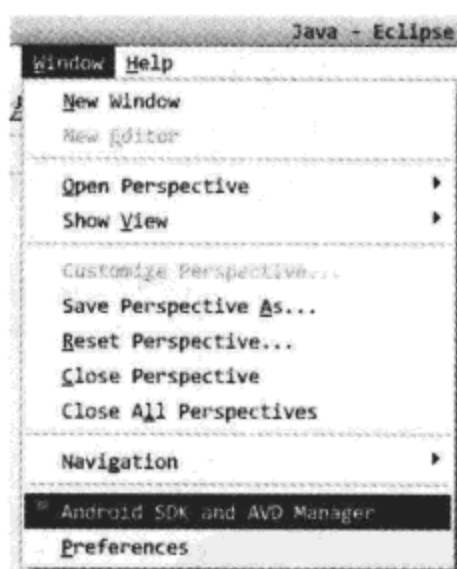 Java - Eclipse
Window Help
New Window
New Editor
Open Perspective
Show View
Customize Perspective...
Save Perspective As...
Reset Perspective...
Close Perspective
Close All Perspectives
Navigation
Android SDK and AVD Manager
Preferences